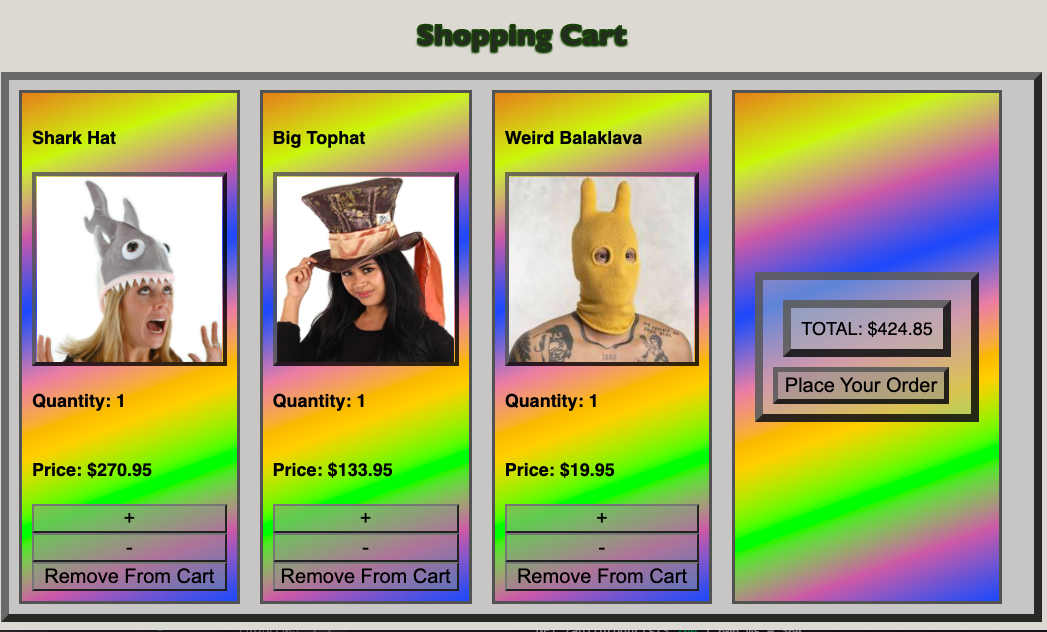 Shopping Cart
Shark Hat
Quantity: 1
Price: $270.95
+
-
Remove From Cart
Big Tophat
Quantity: 1
Price: $133.95
+
-
Remove From Cart
Weird Balaklava
Quantity: 1
Price: $19.95
+
-
Remove From Cart
TOTAL: $424.85
Place Your Order